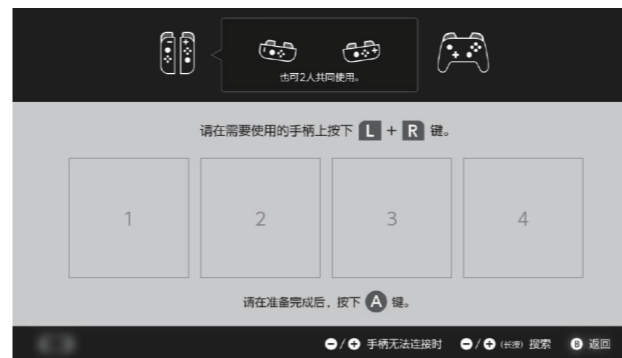 也可2人共同使用。
请在需要使用的手柄上按下 L + R 键。
1 2 3 4
请在准备完成后，按下 A 键。
−/+ 手柄无法连接时 −/+ (长按) 搜索 B 返回